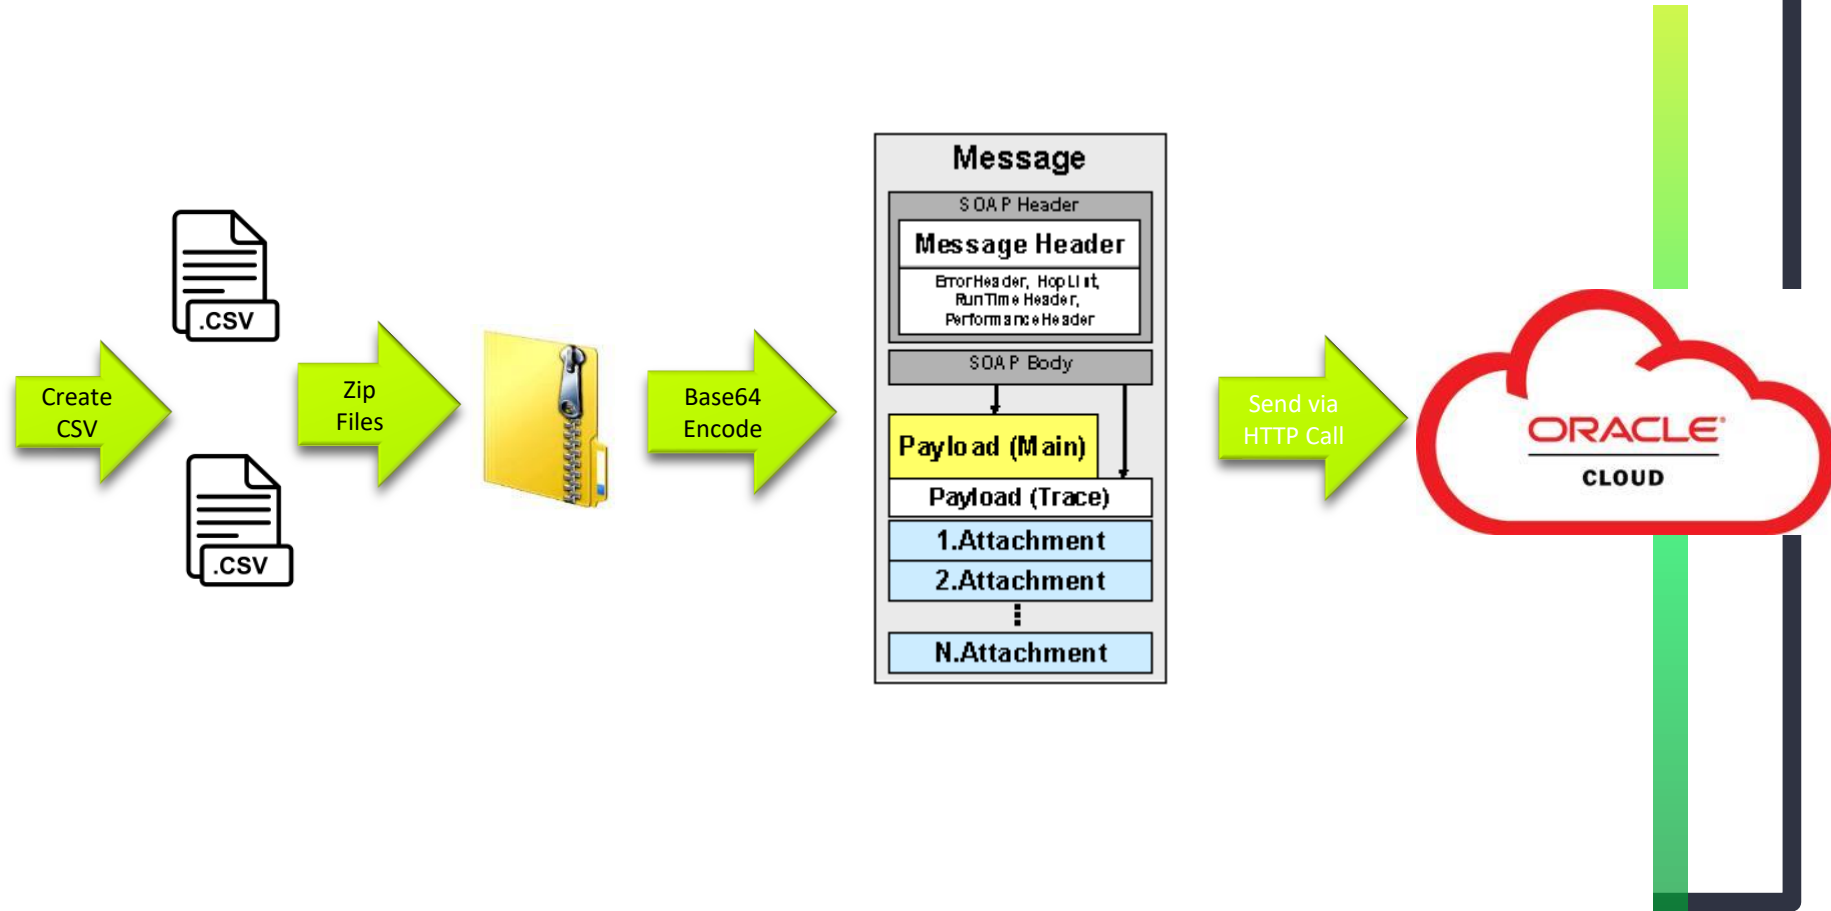 Create
CSV
.CSV
.CSV
Zip
Files
Base64
Encode
Message
SOAP Header
Message Header
ErrorHeader, HopList,
RunTime Header,
PerformanceHeader
SOAP Body
Payload (Main)
Payload (Trace)
1.Attachment
2.Attachment
N.Attachment
Send via
HTTP Call
ORACLE
CLOUD